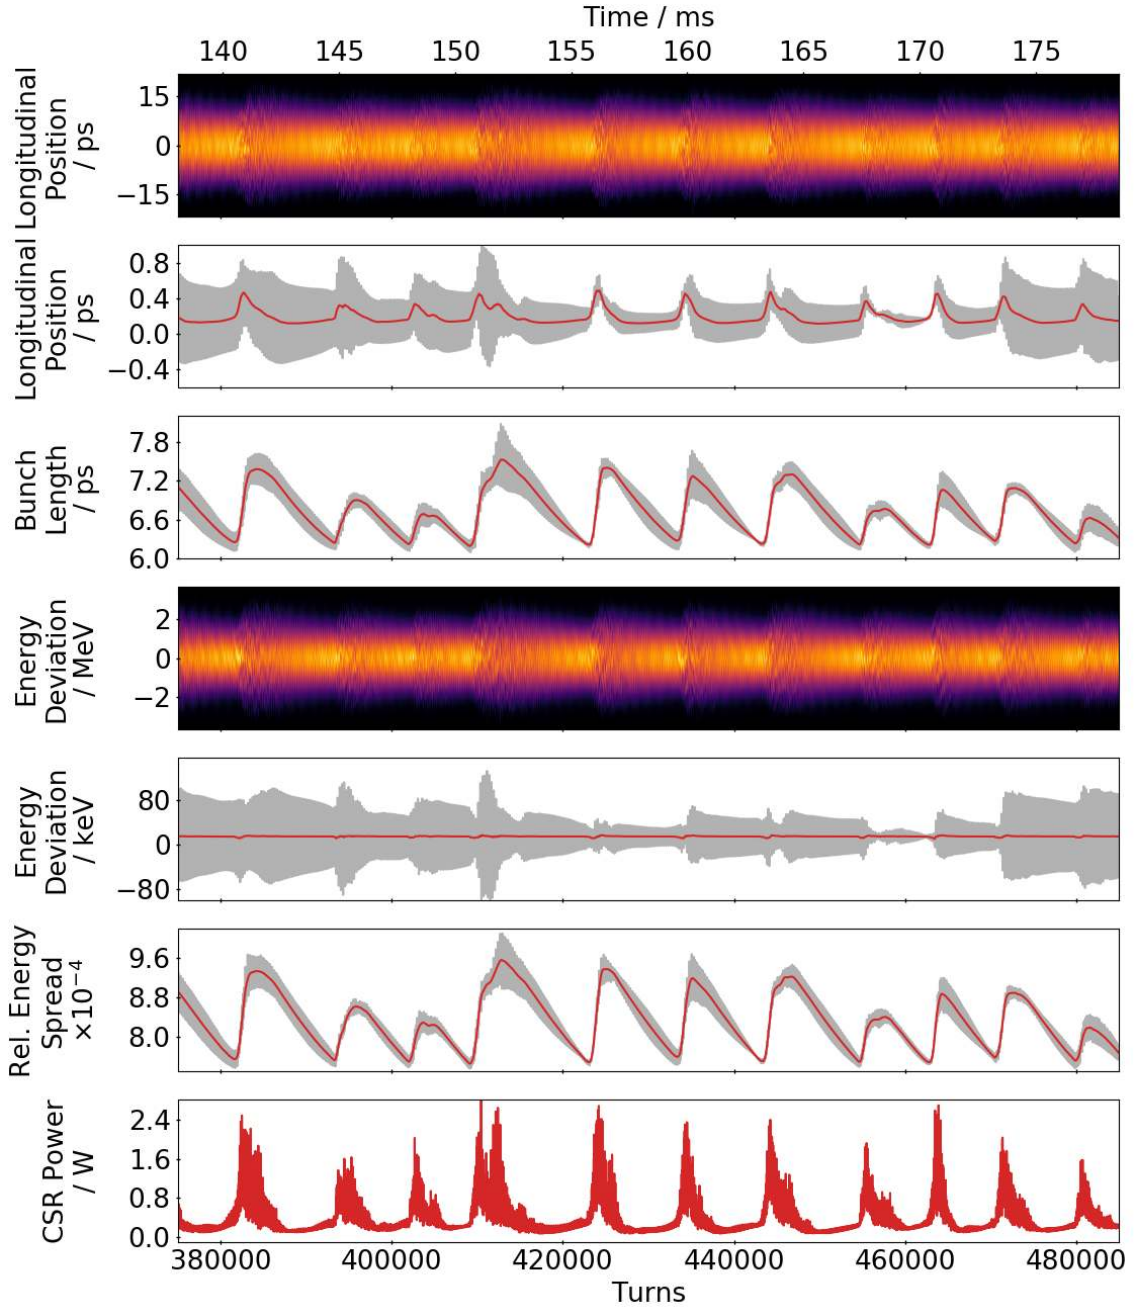 Time / ms
140 145 150 155 160 165 170 175
Longitudinal
Position
/ ps
15
0
−15
Longitudinal
Position
/ ps
0.8
0.4
0.0
−0.4
Bunch
Length
/ ps
7.8
7.2
6.6
6.0
Energy
Deviation
/ MeV
2
0
−2
Energy
Deviation
/ keV
80
0
−80
Rel. Energy
Spread
×10⁻⁴
9.6
8.8
8.0
CSR Power
/ W
2.4
1.6
0.8
0.0
380000 400000 420000 440000 460000 480000
Turns